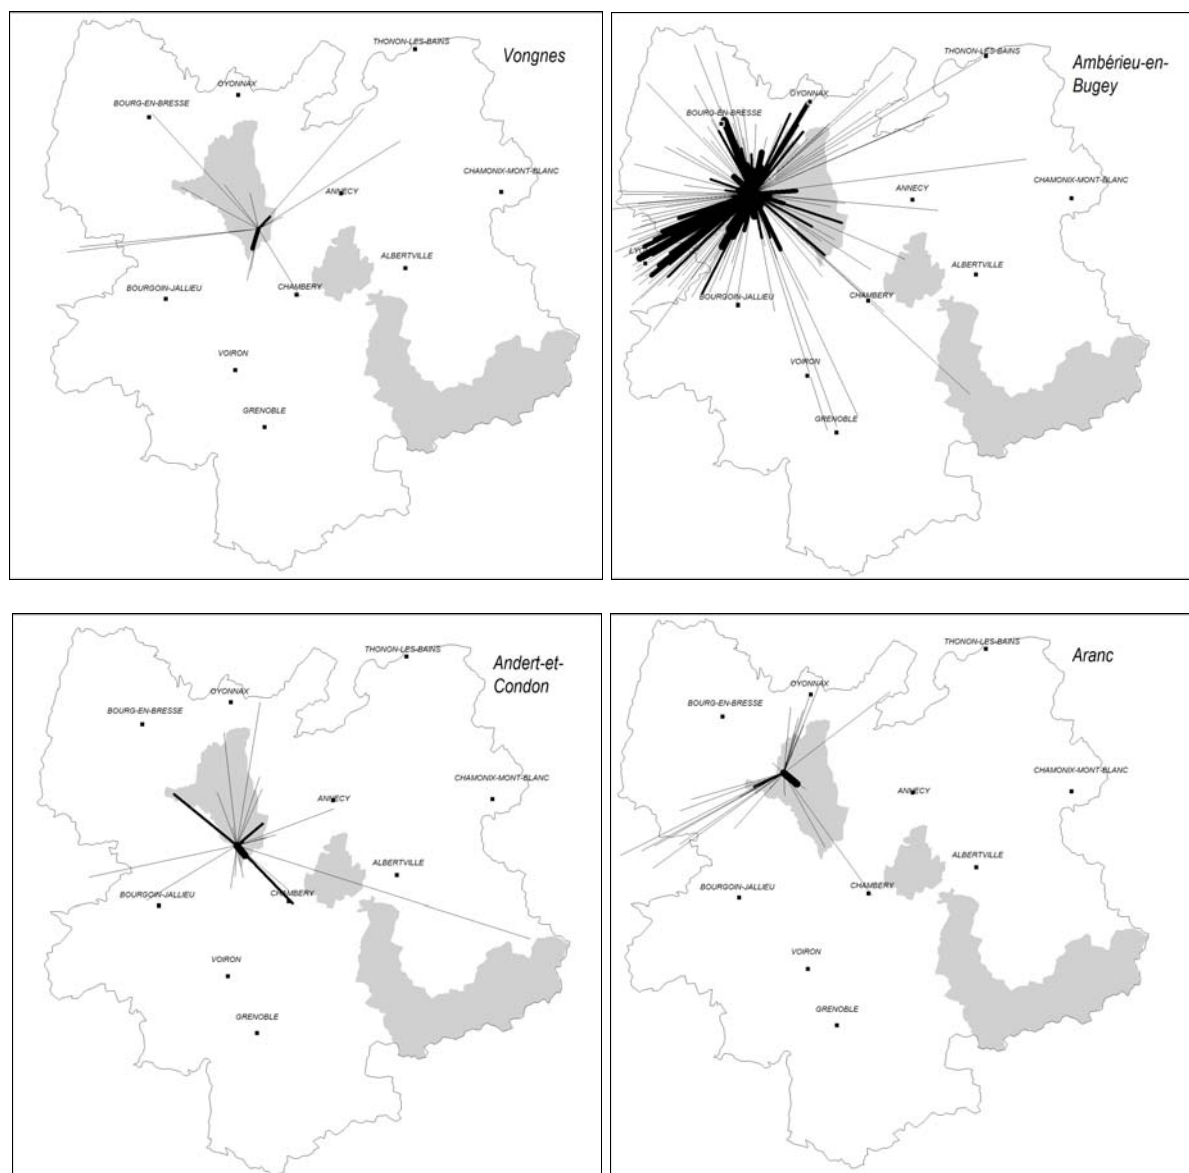 THONON-LES-BAINS
Vongnes
OYONNAX
BOURG-EN-BRESSE
CHAMONIX-MONT-BLANC
ANNECY
ALBERTVILLE
BOURGOIN-JALLIEU
CHAMBERY
VOIRON
GRENOBLE
THONON-LES-BAINS
Ambérieu-en-
Bugey
OYONNAX
BOURG-EN-BRESSE
ANNECY
CHAMONIX-MONT-BLANC
ALBERTVILLE
BOURGOIN-JALLIEU
CHAMBERY
VOIRON
GRENOBLE
THONON-LES-BAINS
Andert-et-
Condon
OYONNAX
BOURG-EN-BRESSE
CHAMONIX-MONT-BLANC
ANNECY
ALBERTVILLE
BOURGOIN-JALLIEU
CHAMBERY
VOIRON
GRENOBLE
THONON-LES-BAINS
Aranc
OYONNAX
BOURG-EN-BRESSE
CHAMONIX-MONT-BLANC
ANNECY
ALBERTVILLE
BOURGOIN-JALLIEU
CHAMBERY
VOIRON
GRENOBLE